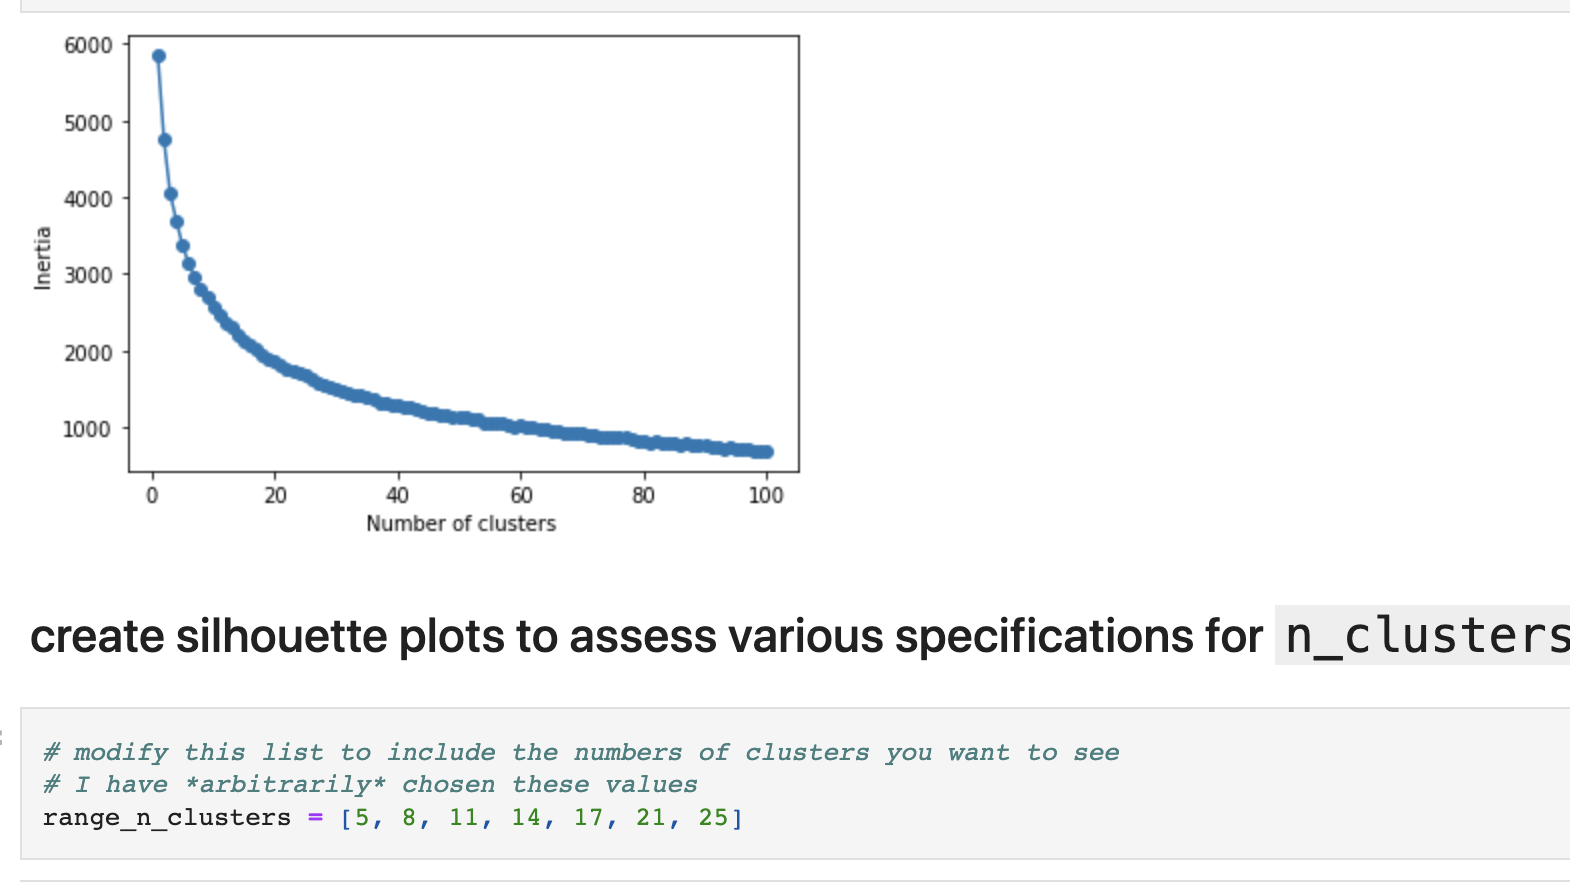 6000
5000
4000
3000
2000
1000
Inertia
0 20 40 60 80 100
Number of clusters
create silhouette plots to assess various specifications for n_clusters
# modify this list to include the numbers of clusters you want to see
# I have *arbitrarily* chosen these values
range_n_clusters = [5, 8, 11, 14, 17, 21, 25]